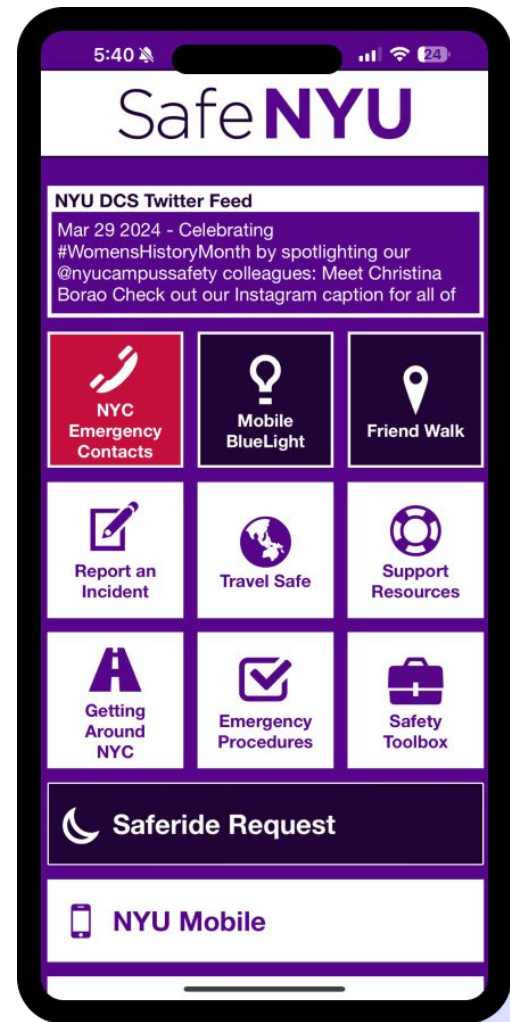 5:40
24
SafeNYU
NYU DCS Twitter Feed
Mar 29 2024 - Celebrating
#WomensHistoryMonth by spotlighting our
@nyucampussafety colleagues: Meet Christina
Borao Check out our Instagram caption for all of
NYC
Emergency
Contacts
Mobile
BlueLight
Friend Walk
Report an
Incident
Travel Safe
Support
Resources
Getting
Around
NYC
Emergency
Procedures
Safety
Toolbox
Saferide Request
NYU Mobile